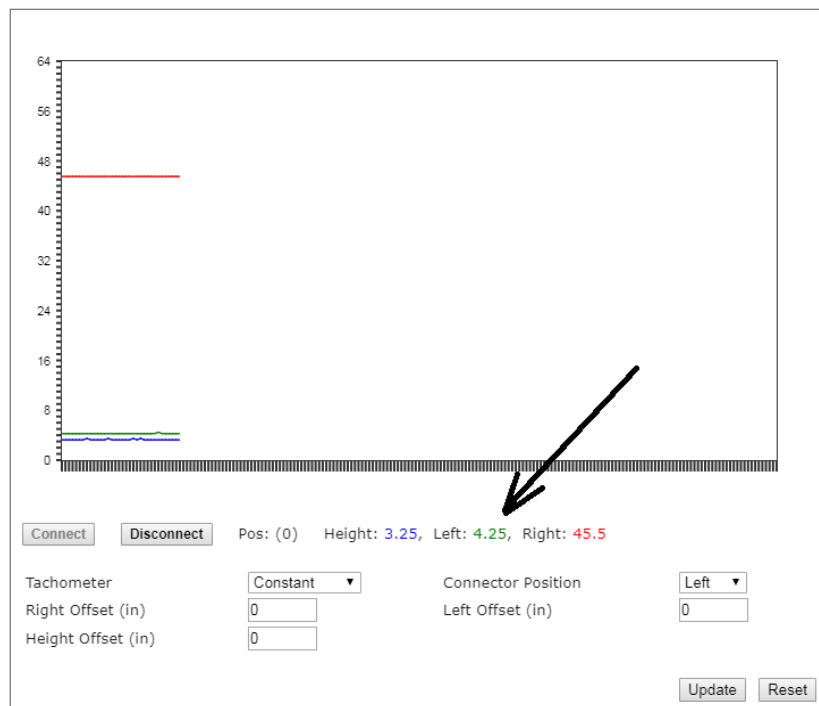 64
56
48
40
32
24
16
8
0
Connect Disconnect Pos: (0) Height: 3.25, Left: 4.25, Right: 45.5
Tachometer Constant Connector Position Left
Right Offset (in) 0 Left Offset (in) 0
Height Offset (in) 0
Update Reset